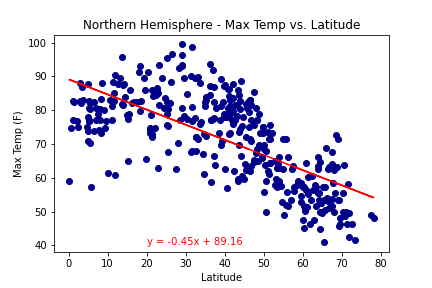 Northern Hemisphere - Max Temp vs. Latitude
100
90
80
70
60
50
40
Max Temp (F)
y = -0.45x + 89.16
0 10 20 30 40 50 60 70 80
Latitude